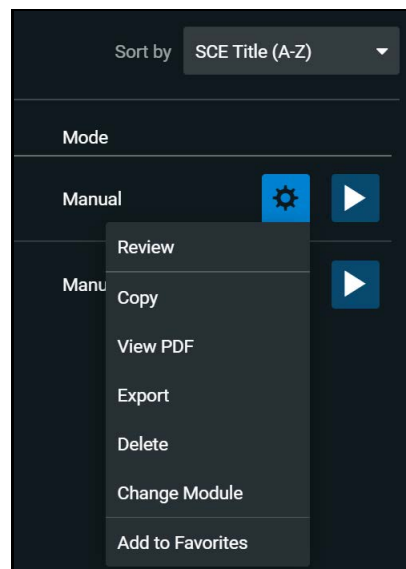 Sort by SCE Title (A-Z)
Mode
Manual
Review
Manu
Copy
View PDF
Export
Delete
Change Module
Add to Favorites